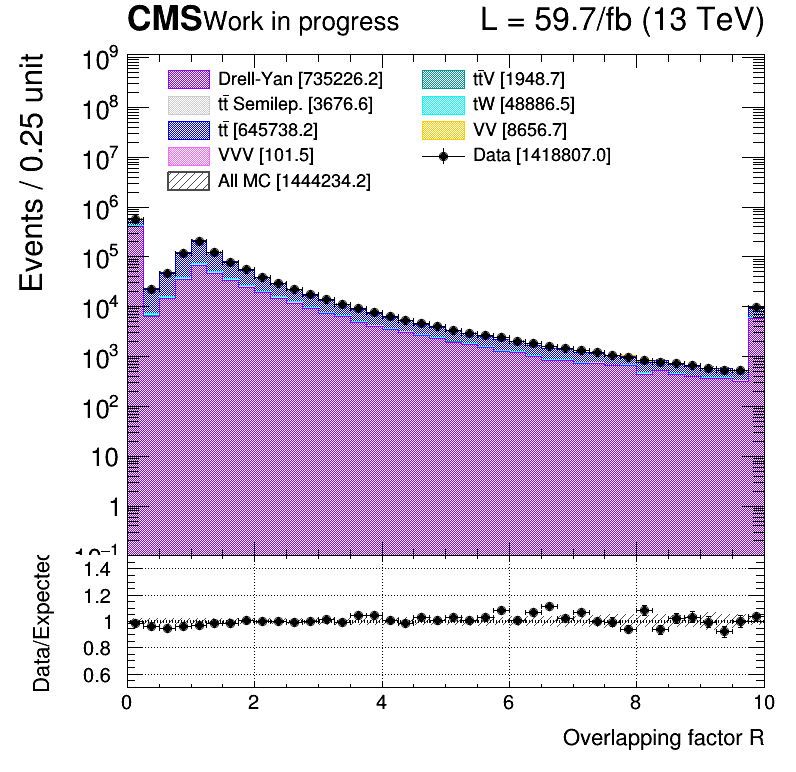 CMS Work in progress L = 59.7/fb (13 TeV)
Events / 0.25 unit
10⁹
10⁸
10⁷
10⁶
10⁵
10⁴
10³
10²
10
1
10⁻¹
Drell-Yan [735226.2]
tt̄ Semilep. [3676.6]
tt̄ [645738.2]
VVV [101.5]
All MC [1444234.2]
tt̄V [1948.7]
tW [48886.5]
VV [8656.7]
Data [1418807.0]
Data/Expected
1.4
1.2
1
0.8
0.6
0 2 4 6 8 10
Overlapping factor R